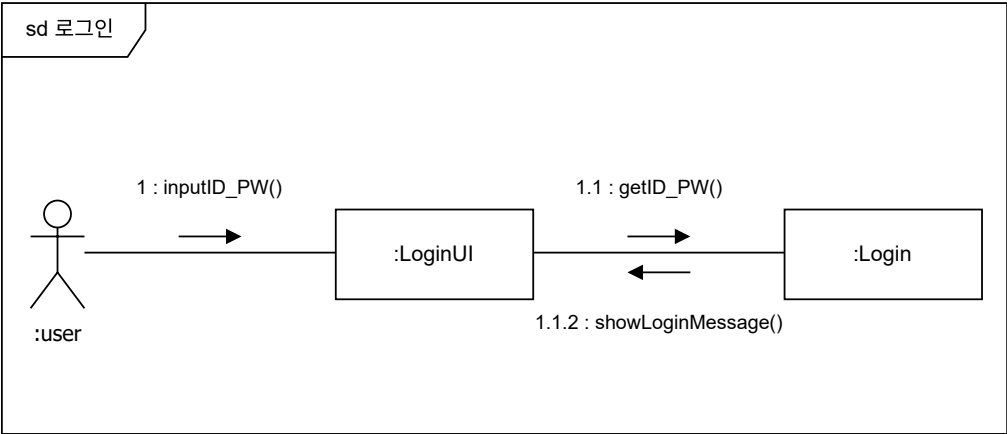 sd 로그인
1 : inputID_PW()
1.1 : getID_PW()
:LoginUI
:Login
1.1.2 : showLoginMessage()
:user